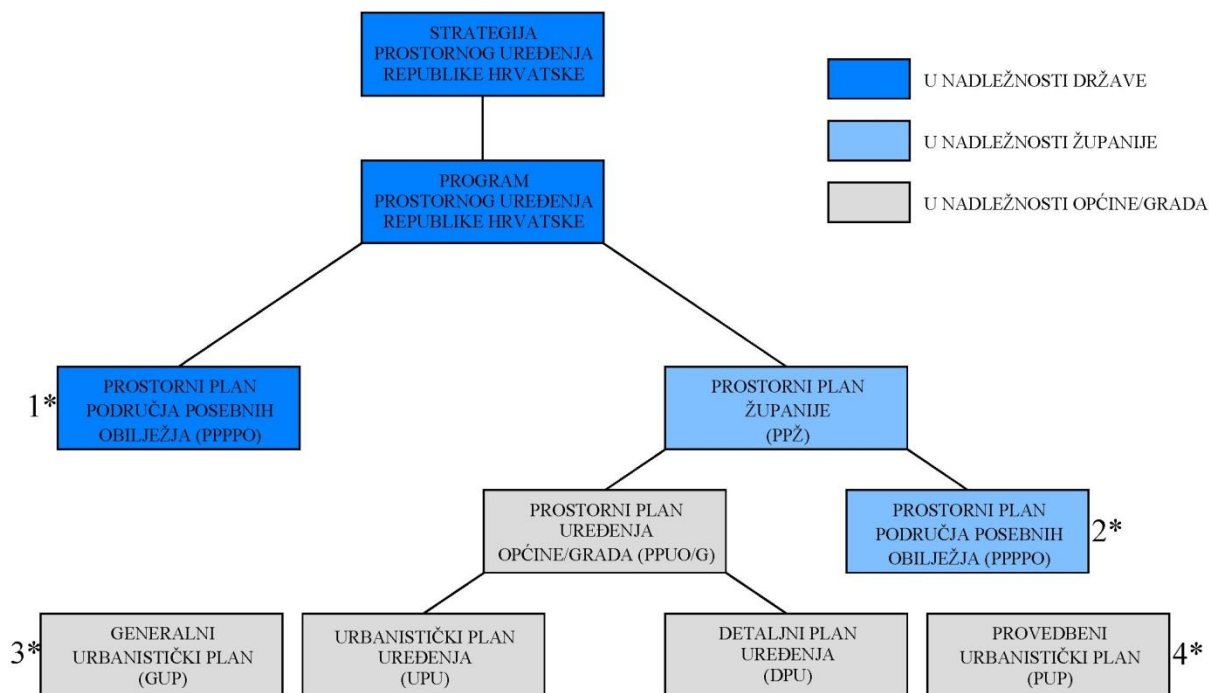 STRATEGIJA
PROSTORNOG UREĐENJA
REPUBLIKE HRVATSKE
U NADLEŽNOSTI DRŽAVE
U NADLEŽNOSTI ŽUPANIJE
U NADLEŽNOSTI OPĆINE/GRADA
PROGRAM
PROSTORNOG UREĐENJA
REPUBLIKE HRVATSKE
1*
PROSTORNI PLAN
PODRUČJA POSEBNIH
OBILJEŽJA (PPPPO)
PROSTORNI PLAN
ŽUPANIJE
(PPŽ)
PROSTORNI PLAN
UREĐENJA
OPĆINE/GRADA (PPUO/G)
PROSTORNI PLAN
PODRUČJA POSEBNIH
OBILJEŽJA (PPPPO)
2*
3*
GENERALNI
URBANISTIČKI PLAN
(GUP)
URBANISTIČKI PLAN
UREĐENJA
(UPU)
DETALJNI PLAN
UREĐENJA
(DPU)
PROVEDBENI
URBANISTIČKI PLAN
(PUP)
4*